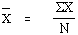 X̅ = ΣX
N